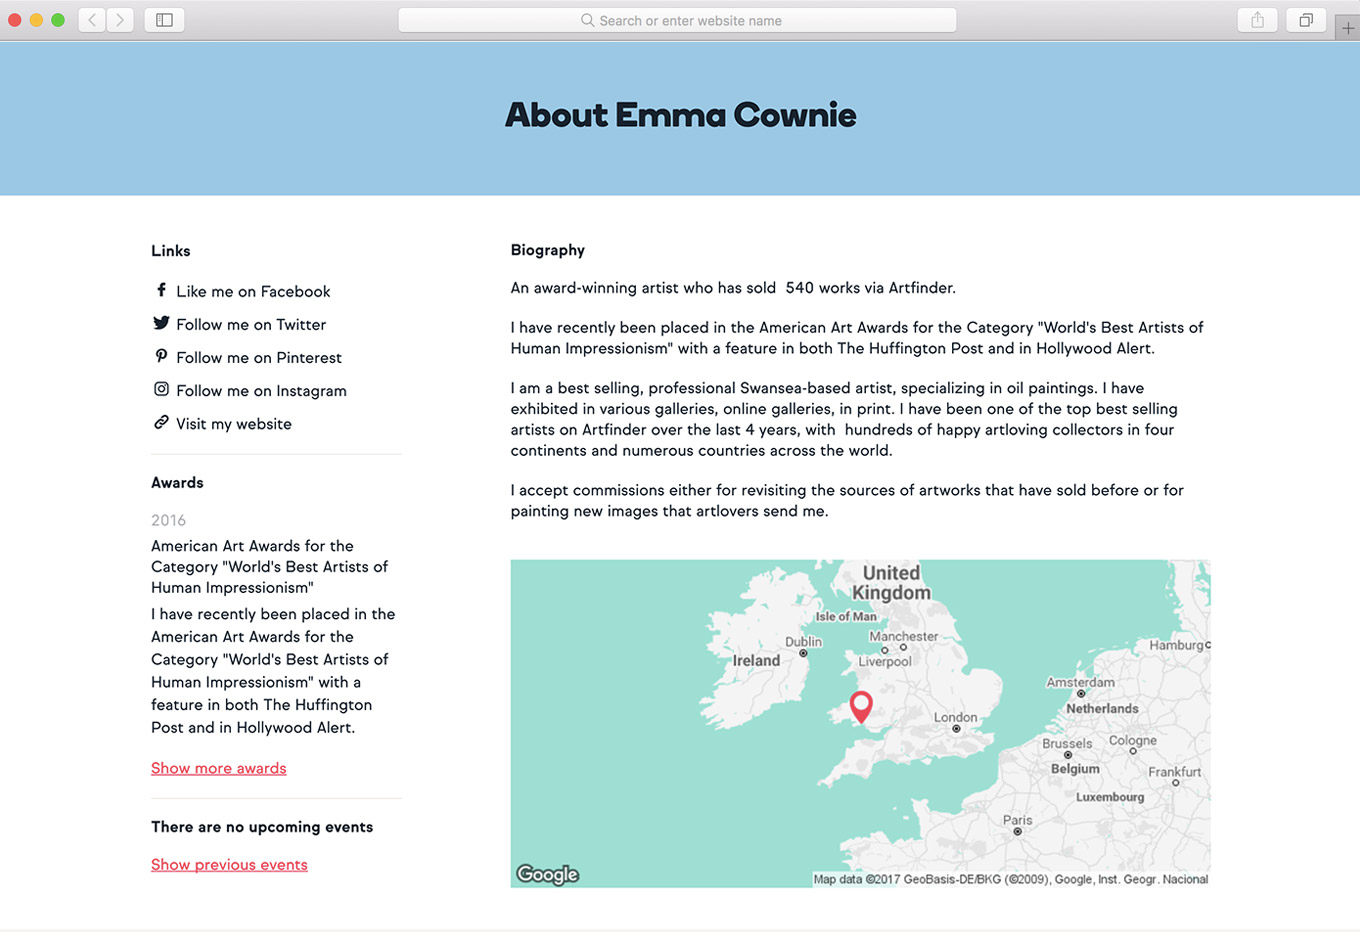 Search or enter website name
About Emma Cownie
Links
Like me on Facebook
Follow me on Twitter
Follow me on Pinterest
Follow me on Instagram
Visit my website
Awards
2016
American Art Awards for the
Category "World's Best Artists of
Human Impressionism"
I have recently been placed in the
American Art Awards for the
Category "World's Best Artists of
Human Impressionism" with a
feature in both The Huffington
Post and in Hollywood Alert.
Show more awards
There are no upcoming events
Show previous events
Biography
An award-winning artist who has sold  540 works via Artfinder.
I have recently been placed in the American Art Awards for the Category "World's Best Artists of
Human Impressionism" with a feature in both The Huffington Post and in Hollywood Alert.
I am a best selling, professional Swansea-based artist, specializing in oil paintings. I have
exhibited in various galleries, online galleries, in print. I have been one of the top best selling
artists on Artfinder over the last 4 years, with  hundreds of happy artloving collectors in four
continents and numerous countries across the world.
I accept commissions either for revisiting the sources of artworks that have sold before or for
painting new images that artlovers send me.
United
Kingdom
Isle of Man
Dublin
Manchester
Ireland
Liverpool
Hamburg
Amsterdam
Netherlands
London
Brussels
Cologne
Belgium
Frankfurt
Luxembourg
Paris
Google
Map data ©2017 GeoBasis-DE/BKG (©2009), Google, Inst. Geogr. Nacional